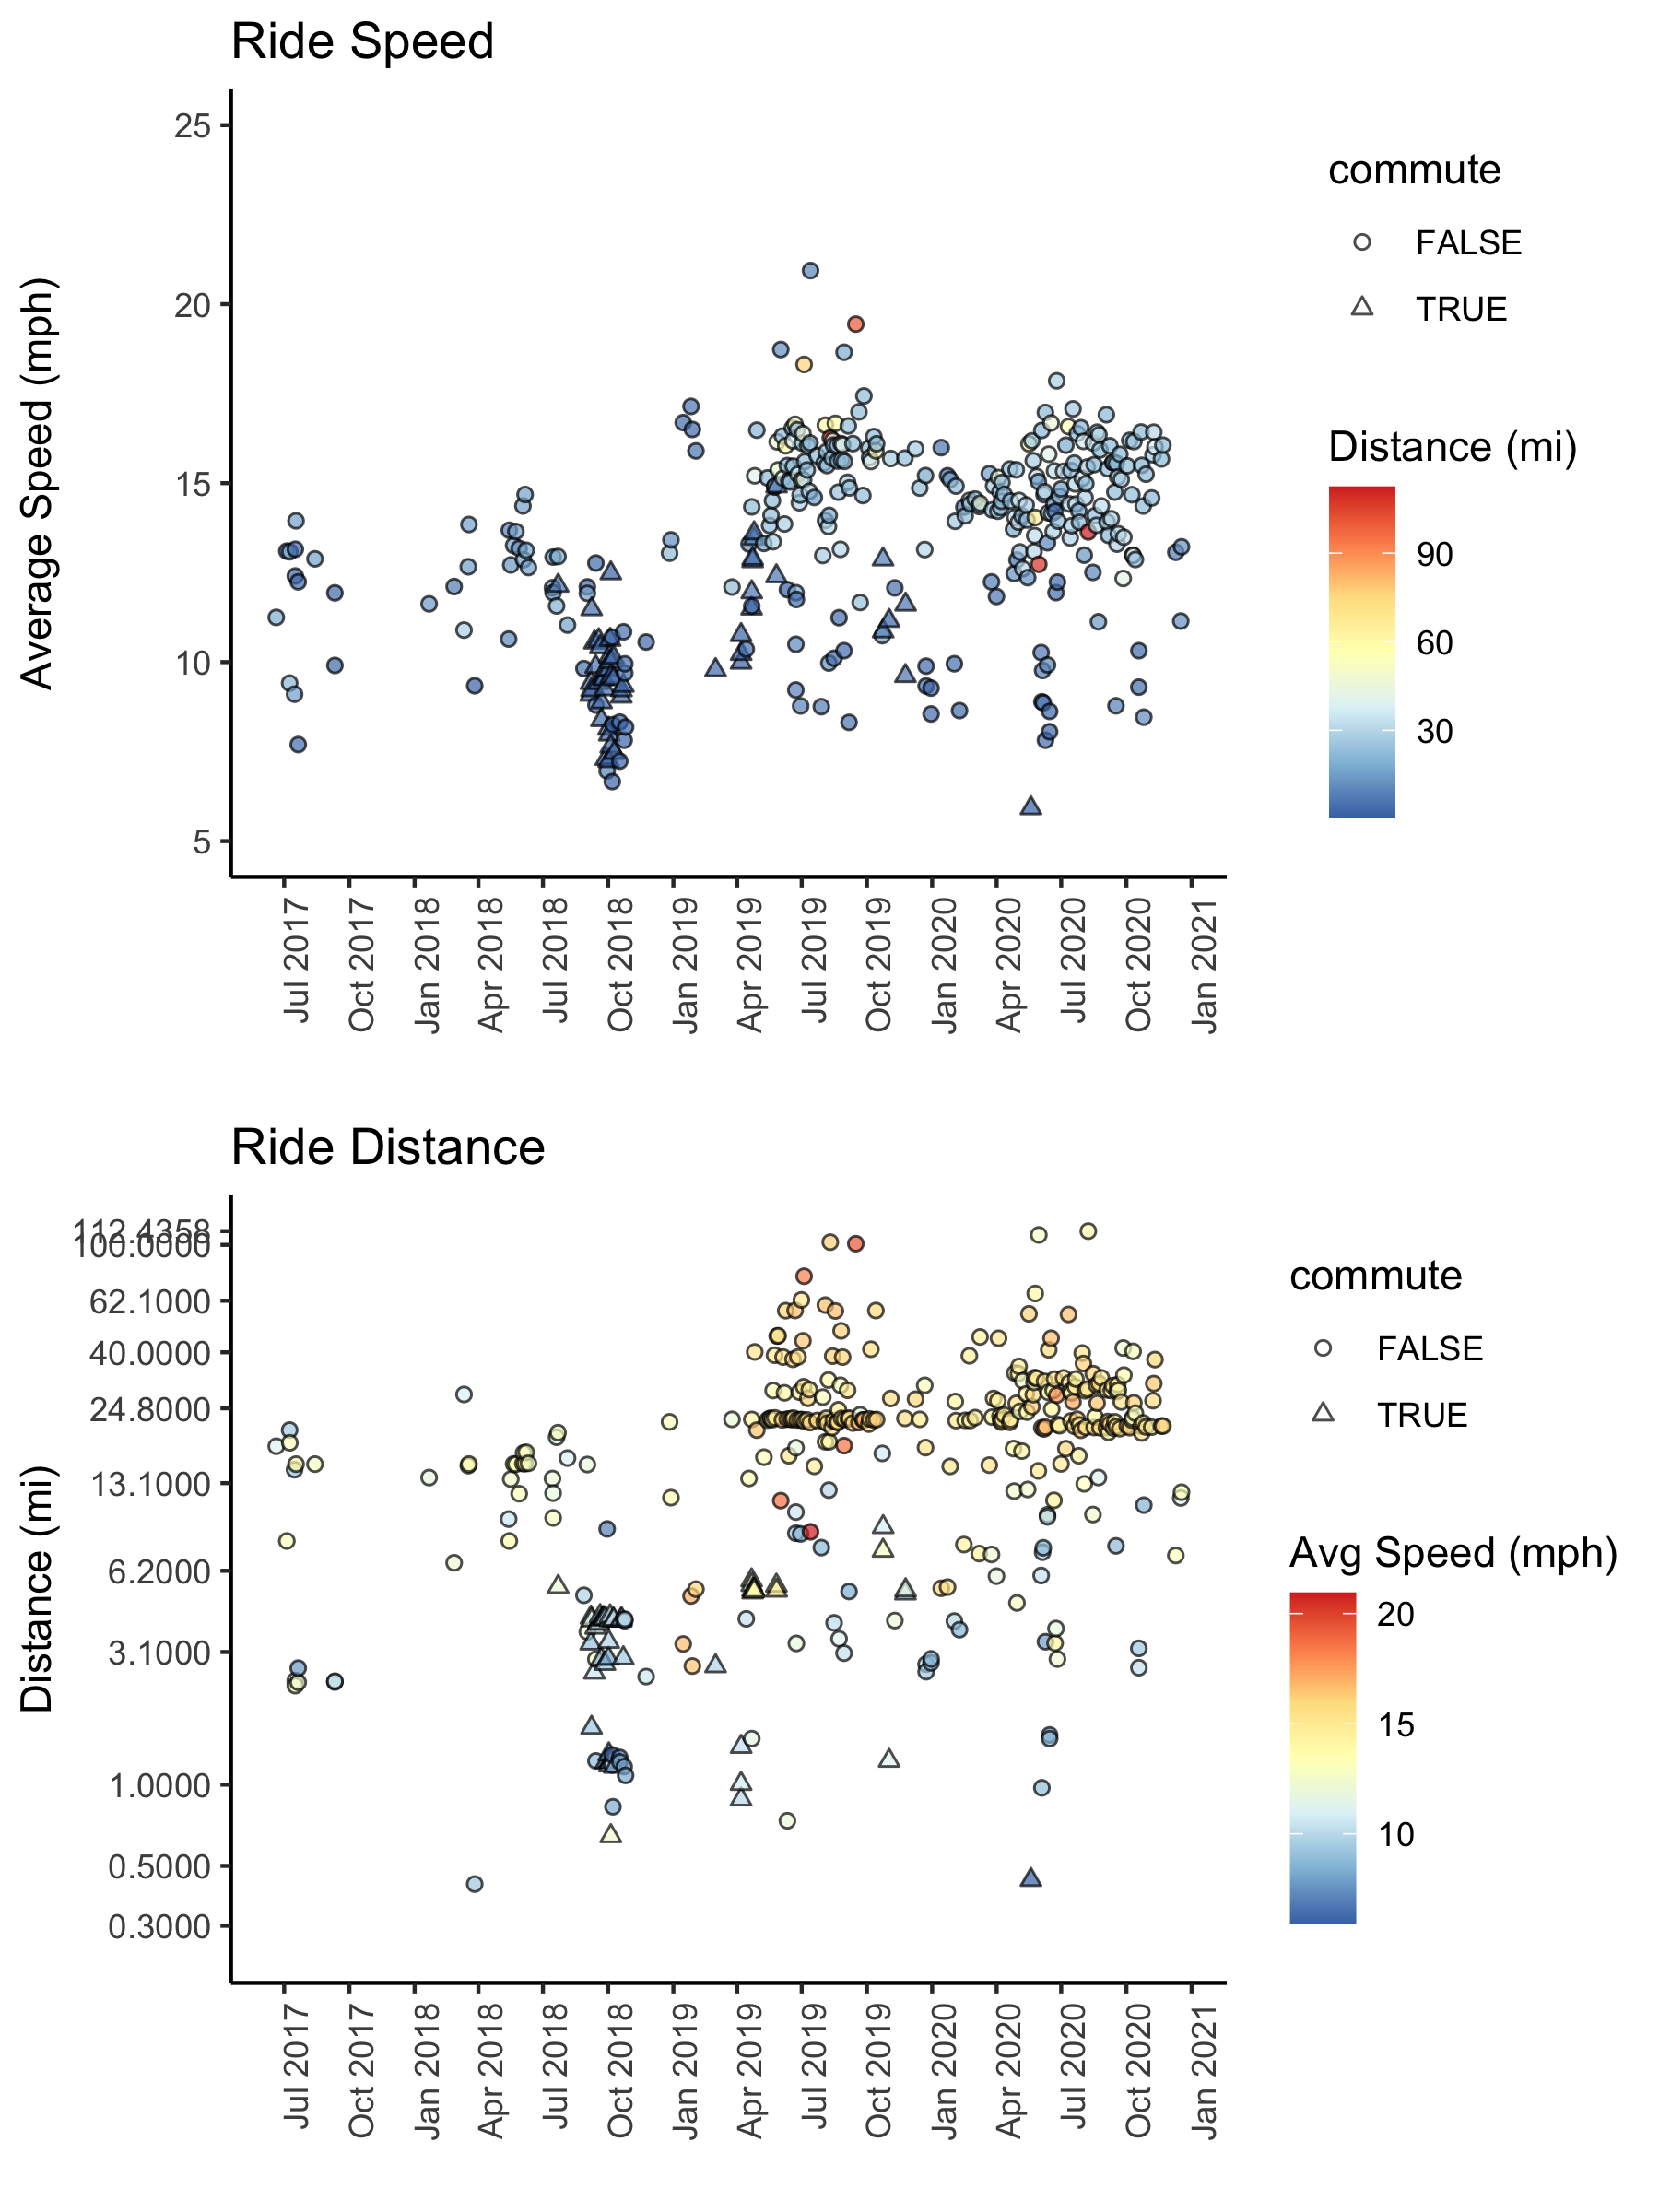 Ride Speed
Average Speed (mph)
25
20
15
10
5
Jul 2017
Oct 2017
Jan 2018
Apr 2018
Jul 2018
Oct 2018
Jan 2019
Apr 2019
Jul 2019
Oct 2019
Jan 2020
Apr 2020
Jul 2020
Oct 2020
Jan 2021
commute
FALSE
TRUE
Distance (mi)
90
60
30
Ride Distance
Distance (mi)
112.4358
100.0000
62.1000
40.0000
24.8000
13.1000
6.2000
3.1000
1.0000
0.5000
0.3000
Jul 2017
Oct 2017
Jan 2018
Apr 2018
Jul 2018
Oct 2018
Jan 2019
Apr 2019
Jul 2019
Oct 2019
Jan 2020
Apr 2020
Jul 2020
Oct 2020
Jan 2021
commute
FALSE
TRUE
Avg Speed (mph)
20
15
10